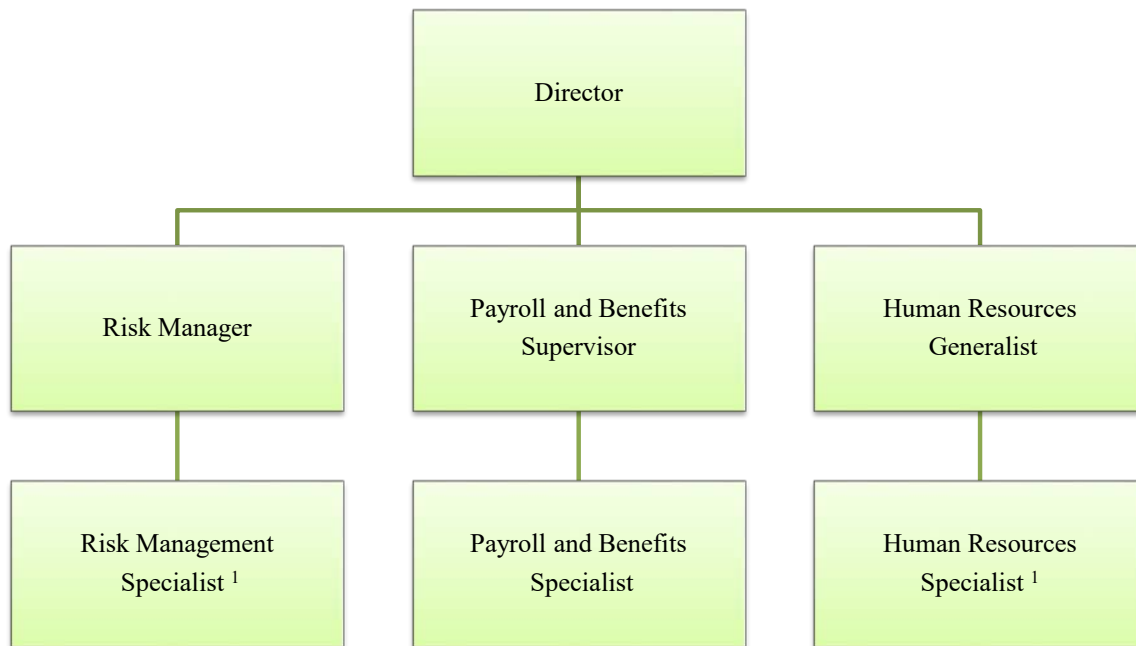 Director
Risk Manager
Payroll and Benefits
Supervisor
Human Resources
Generalist
Risk Management
Specialist ¹
Payroll and Benefits
Specialist
Human Resources
Specialist ¹